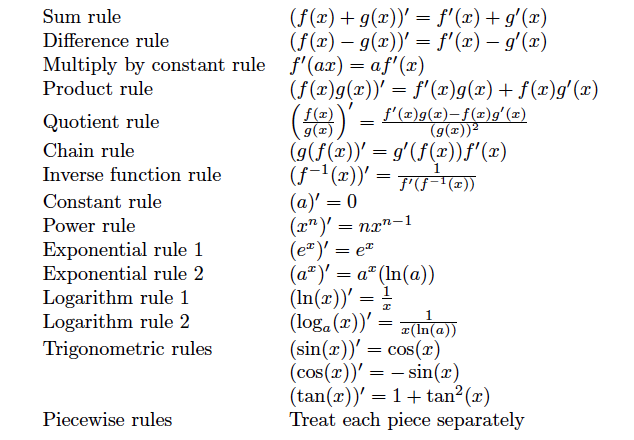 Sum rule (f(x) + g(x))′ = f′(x) + g′(x)
Difference rule (f(x) − g(x))′ = f′(x) − g′(x)
Multiply by constant rule f′(ax) = af′(x)
Product rule (f(x)g(x))′ = f′(x)g(x) + f(x)g′(x)
Quotient rule (f(x)/g(x))′ = f′(x)g(x)−f(x)g′(x)/(g(x))²
Chain rule (g(f(x))′ = g′(f(x))f′(x)
Inverse function rule (f⁻¹(x))′ = 1/f′(f⁻¹(x))
Constant rule (a)′ = 0
Power rule (xⁿ)′ = nxⁿ⁻¹
Exponential rule 1 (eˣ)′ = eˣ
Exponential rule 2 (aˣ)′ = aˣ(ln(a))
Logarithm rule 1 (ln(x))′ = 1/x
Logarithm rule 2 (logₐ(x))′ = 1/x(ln(a))
Trigonometric rules (sin(x))′ = cos(x)
(cos(x))′ = − sin(x)
(tan(x))′ = 1 + tan²(x)
Piecewise rules Treat each piece separately